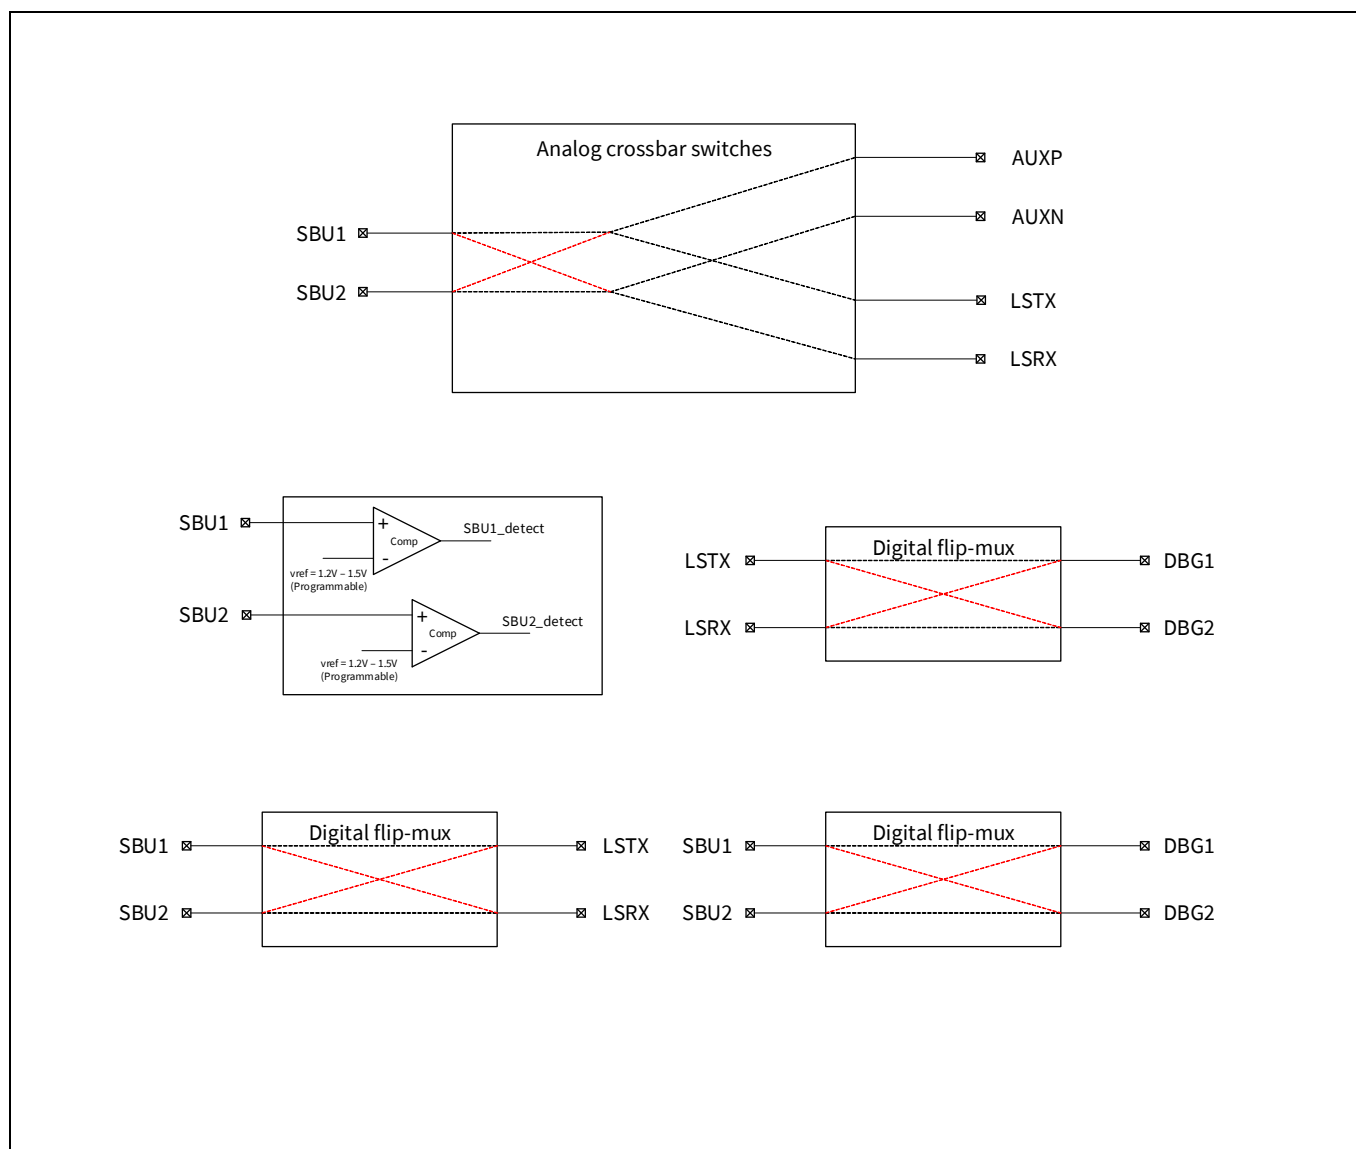 Analog crossbar switches
AUXP
AUXN
SBU1
SBU2
LSTX
LSRX
SBU1
+
Comp
-
SBU1_detect
vref = 1.2V – 1.5V
(Programmable)
SBU2
+
Comp
-
SBU2_detect
vref = 1.2V – 1.5V
(Programmable)
Digital flip-mux
LSTX
DBG1
LSRX
DBG2
Digital flip-mux
SBU1
LSTX
SBU2
LSRX
Digital flip-mux
SBU1
DBG1
SBU2
DBG2